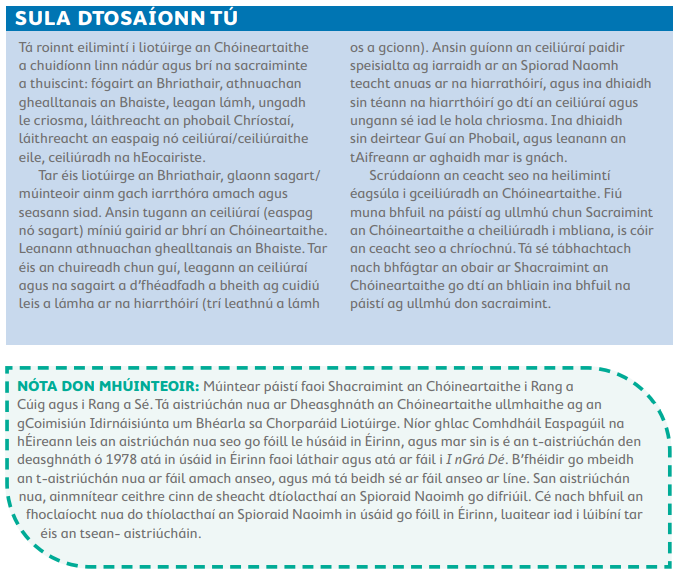 SULA DTOSAÍONN TÚ
Tá roinnt eilimintí i liotúirge an Chóineartaithe
a chuidíonn linn nádúr agus brí na sacraiminte
a thuiscint: fógairt an Bhriathair, athnuachan
ghealltanais an Bhaiste, leagan lámh, ungadh
le criosma, láithreacht an phobail Chríostaí,
láithreacht an easpaig nó ceiliúraí/ceiliúraithe
eile, ceiliúradh na hEocairiste.
Tar éis liotúirge an Bhriathair, glaonn sagart/
múinteoir ainm gach iarrthóra amach agus
seasann siad. Ansin tugann an ceiliúraí (easpag
nó sagart) míniú gairid ar bhrí an Chóineartaithe.
Leanann athnuachan ghealltanais an Bhaiste. Tar
éis an chuireadh chun guí, leagann an ceiliúraí
agus na sagairt a d'fhéadfadh a bheith ag cuidiú
leis a lámha ar na hiarrthóirí (trí leathnú a lámh
os a gcionn). Ansin guíonn an ceiliúraí paidir
speisialta ag iarraidh ar an Spiorad Naomh
teacht anuas ar na hiarrathóirí, agus ina dhiaidh
sin téann na hiarrthóirí go dtí an ceiliúraí agus
ungann sé iad le hola chriosma. Ina dhiaidh
sin deirtear Guí an Phobail, agus leanann an
tAifreann ar aghaidh mar is gnách.
Scrúdaíonn an ceacht seo na heilimintí
éagsúla i gceiliúradh an Chóineartaithe. Fiú
muna bhfuil na páistí ag ullmhú chun Sacraimint
an Chóineartaithe a cheiliúradh i mbliana, is cóir
an ceacht seo a chríochnú. Tá sé tábhachtach
nach bhfágtar an obair ar Shacraimint an
Chóineartaithe go dtí an bhliain ina bhfuil na
páistí ag ullmhú don sacraimint.
NÓTA DON MHÚINTEOIR: Múintear páistí faoi Shacraimint an Chóineartaithe i Rang a
Cúig agus i Rang a Sé. Tá aistriúchán nua ar Dheasghnáth an Chóineartaithe ullmhaithe ag an
gCoimisiún Idirnáisiúnta um Bhéarla sa Chorparáid Liotúirge. Níor ghlac Comhdháil Easpagúil na
hÉireann leis an aistriúchán nua seo go fóill le húsáid in Éirinn, agus mar sin is é an t-aistriúchán den
deasghnáth ó 1978 atá in úsáid in Éirinn faoi láthair agus atá ar fáil i I nGrá Dé. B'fhéidir go mbeidh
an t-aistriúchán nua ar fáil amach anseo, agus má tá beidh sé ar fáil anseo ar líne. San aistriúchán
nua, ainmnítear ceithre cinn de sheacht dtíolacthaí an Spioraid Naoimh go difriúil. Cé nach bhfuil an
fhoclaíocht nua do thíolacthaí an Spioraid Naoimh in úsáid go fóill in Éirinn, luaitear iad i lúibíní tar
éis an tsean- aistriúcháin.